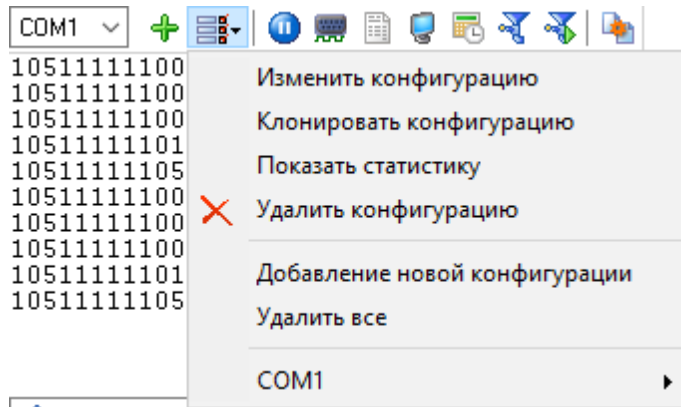 COM1
10511111100
10511111100
10511111100
10511111101
10511111105
10511111100
10511111100
10511111100
10511111101
10511111105
Изменить конфигурацию
Клонировать конфигурацию
Показать статистику
Удалить конфигурацию
Добавление новой конфигурации
Удалить все
COM1